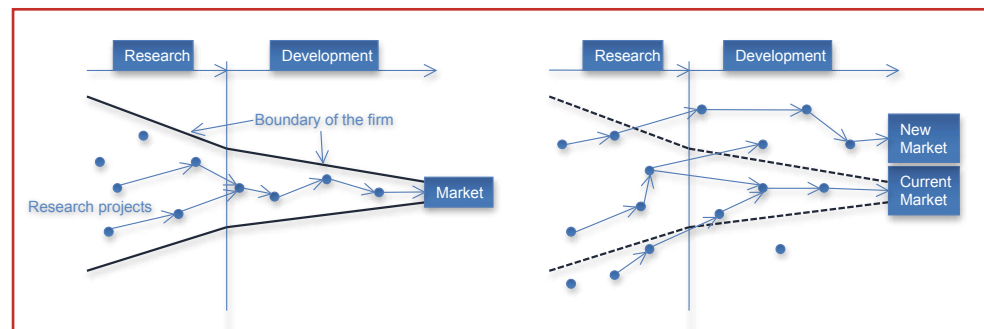 Research
Development
Boundary of the firm
Research projects
Market
Research
Development
New
Market
Current
Market